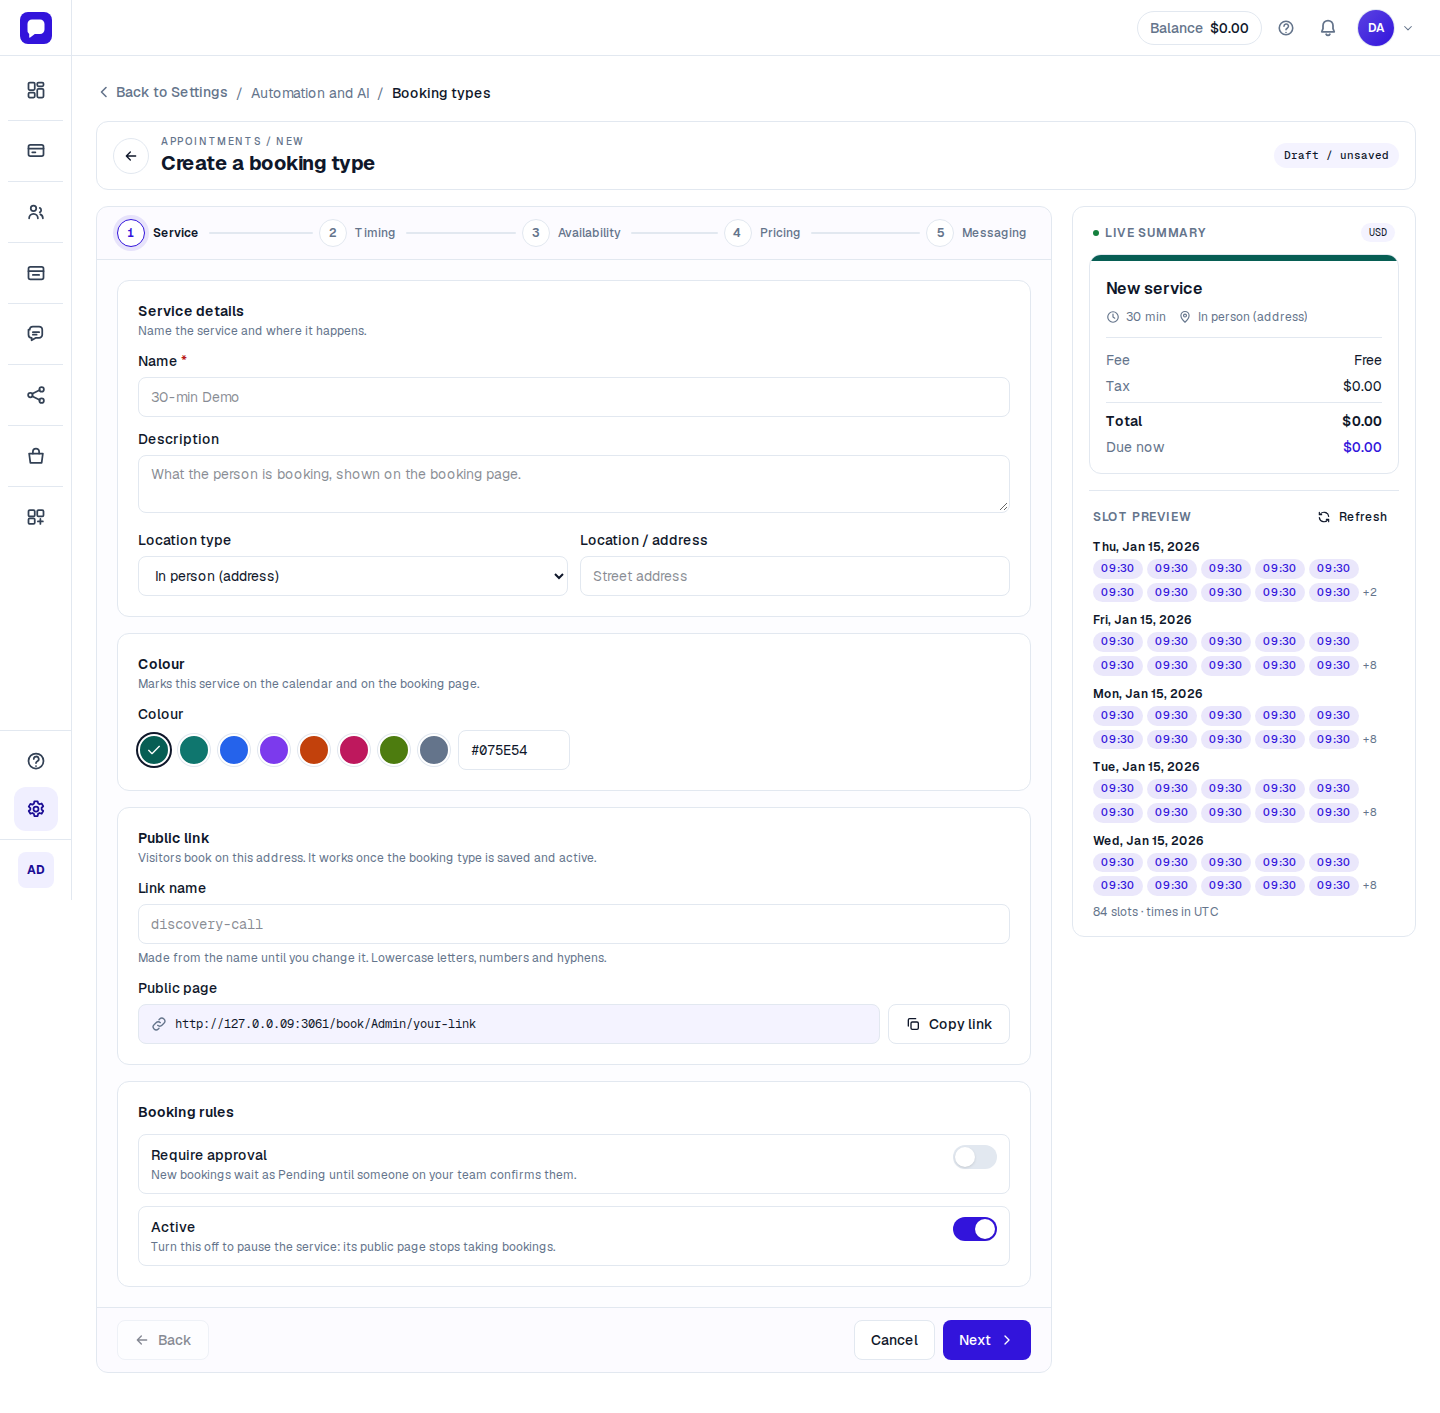 Balance $0.00
DA
Back to Settings / Automation and AI / Booking types
APPOINTMENTS / NEW
Create a booking type
Draft / unsaved
1 Service
2 Timing
3 Availability
4 Pricing
5 Messaging
Service details
Name the service and where it happens.
Name *
30-min Demo
Description
What the person is booking, shown on the booking page.
Location type
Location / address
In person (address)
Street address
Colour
Marks this service on the calendar and on the booking page.
Colour
#075E54
Public link
Visitors book on this address. It works once the booking type is saved and active.
Link name
discovery-call
Made from the name until you change it. Lowercase letters, numbers and hyphens.
Public page
http://127.0.0.09:3061/book/Admin/your-link
Copy link
Booking rules
Require approval
New bookings wait as Pending until someone on your team confirms them.
Active
Turn this off to pause the service: its public page stops taking bookings.
Back
Cancel
Next
LIVE SUMMARY
USD
New service
30 min In person (address)
Fee Free
Tax $0.00
Total $0.00
Due now $0.00
SLOT PREVIEW
Refresh
Thu, Jan 15, 2026
09:30 09:30 09:30 09:30 09:30
09:30 09:30 09:30 09:30 09:30 +2
Fri, Jan 15, 2026
09:30 09:30 09:30 09:30 09:30
09:30 09:30 09:30 09:30 09:30 +8
Mon, Jan 15, 2026
09:30 09:30 09:30 09:30 09:30
09:30 09:30 09:30 09:30 09:30 +8
Tue, Jan 15, 2026
09:30 09:30 09:30 09:30 09:30
09:30 09:30 09:30 09:30 09:30 +8
Wed, Jan 15, 2026
09:30 09:30 09:30 09:30 09:30
09:30 09:30 09:30 09:30 09:30 +8
84 slots · times in UTC
AD